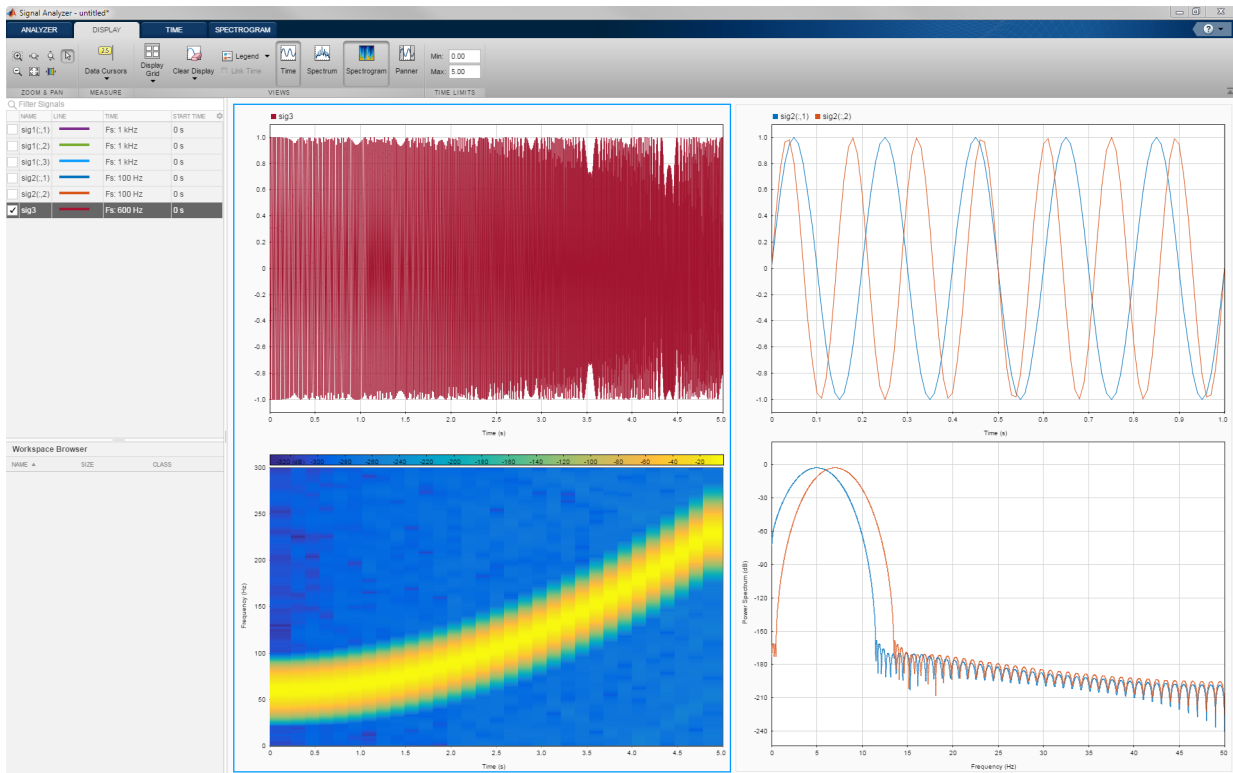 Signal Analyzer - untitled*
ANALYZER DISPLAY TIME SPECTROGRAM
?
Data Cursors
Display Grid
Clear Display
Legend
Link Time
Time Spectrum Spectrogram Panner
Min: 0.00
Max: 5.00
ZOOM & PAN MEASURE VIEWS TIME LIMITS
Filter Signals
NAME LINE TIME START TIME
sig1(:,1) Fs: 1 kHz 0 s
sig1(:,2) Fs: 1 kHz 0 s
sig1(:,3) Fs: 1 kHz 0 s
sig2(:,1) Fs: 100 Hz 0 s
sig2(:,2) Fs: 100 Hz 0 s
sig3 Fs: 600 Hz 0 s
Workspace Browser
NAME SIZE CLASS
sig3
1.0
0.8
0.6
0.4
0.2
0
-0.2
-0.4
-0.6
-0.8
-1.0
0 0.5 1.0 1.5 2.0 2.5 3.0 3.5 4.0 4.5 5.0
Time (s)
-320 (dB) -300 -280 -260 -240 -220 -200 -180 -160 -140 -120 -100 -80 -60 -40 -20
300
250
200
150
100
50
0
Frequency (Hz)
0 0.5 1.0 1.5 2.0 2.5 3.0 3.5 4.0 4.5 5.0
Time (s)
sig2(:,1) sig2(:,2)
1.0
0.8
0.6
0.4
0.2
0
-0.2
-0.4
-0.6
-0.8
-1.0
0 0.1 0.2 0.3 0.4 0.5 0.6 0.7 0.8 0.9 1.0
Time (s)
0
-30
-60
-90
-120
-150
-180
-210
-240
Power Spectrum (dB)
0 5 10 15 20 25 30 35 40 45 50
Frequency (Hz)